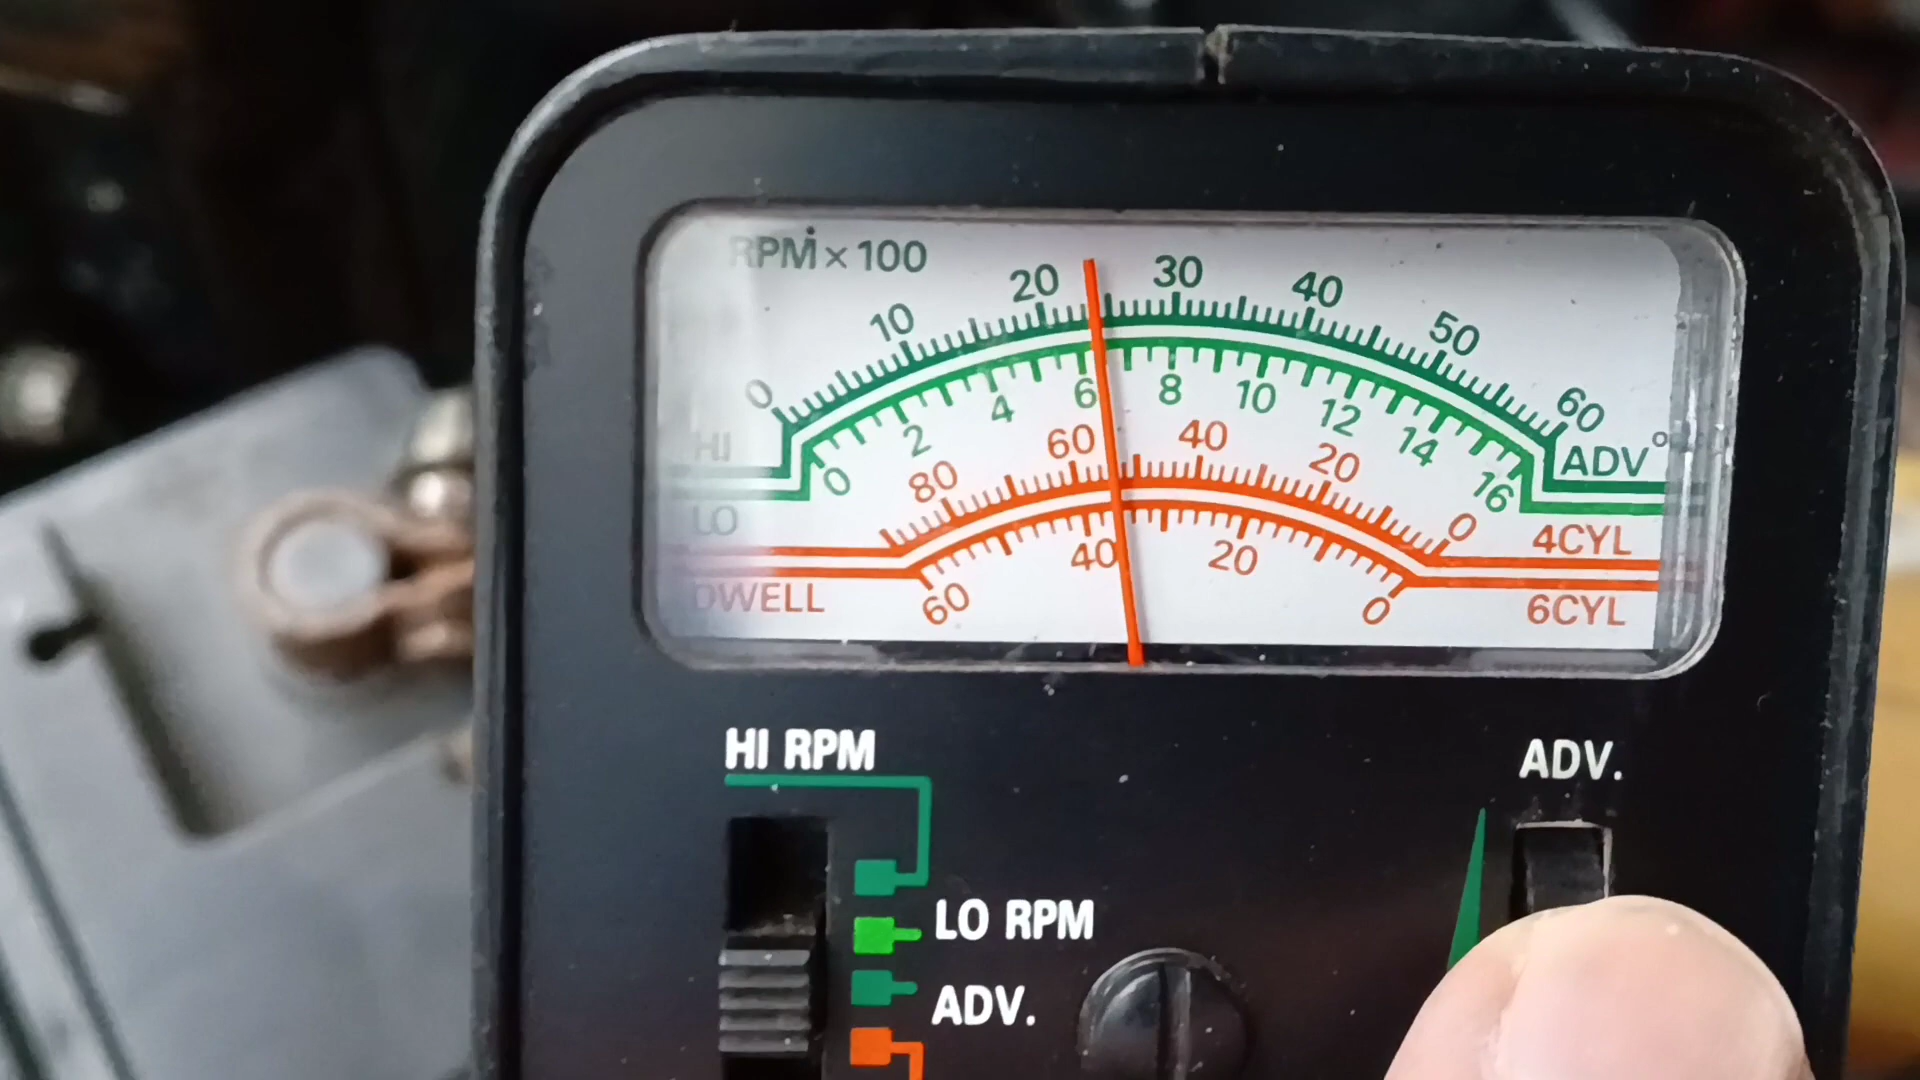 RPM × 100
0 10 20 30 40 50 60
HI ADV°
0 2 4 6 8 10 12 14 16
LO
80 60 40 20 0 4CYL
DWELL 60 40 20 0 6CYL
HI RPM
ADV.
LO RPM
ADV.